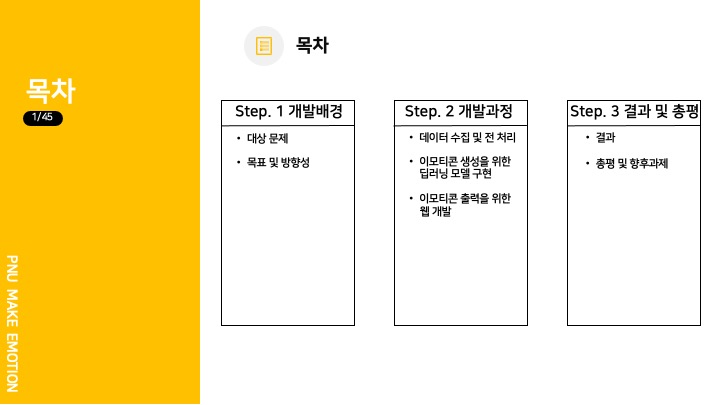 목차
1/45
PNU MAKE EMOTION
목차
Step. 1 개발배경
• 대상 문제
• 목표 및 방향성
Step. 2 개발과정
• 데이터 수집 및 전 처리
• 이모티콘 생성을 위한
딥러닝 모델 구현
• 이모티콘 출력을 위한
웹 개발
Step. 3 결과 및 총평
• 결과
• 총평 및 향후과제